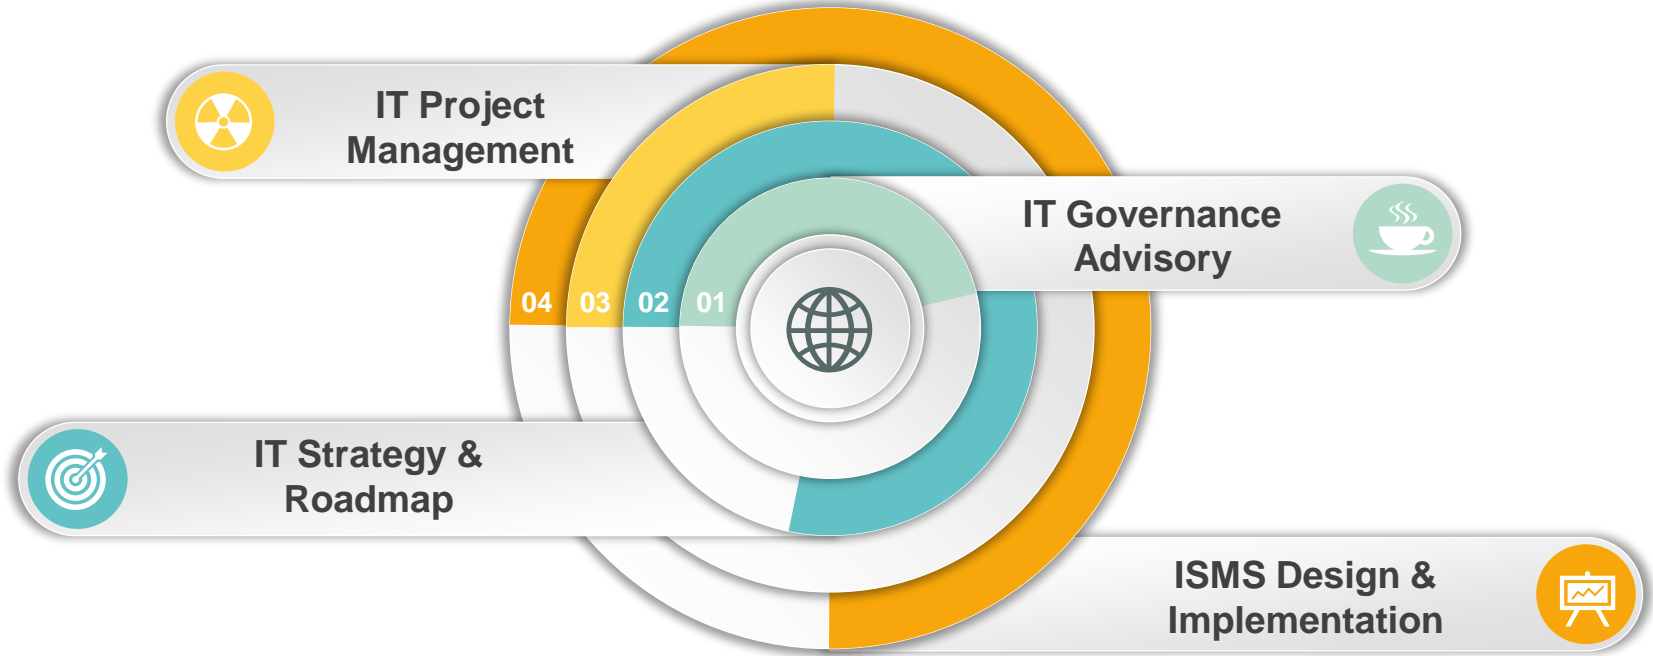 IT Project
Management
IT Governance
Advisory
04 03 02 01
IT Strategy &
Roadmap
ISMS Design &
Implementation